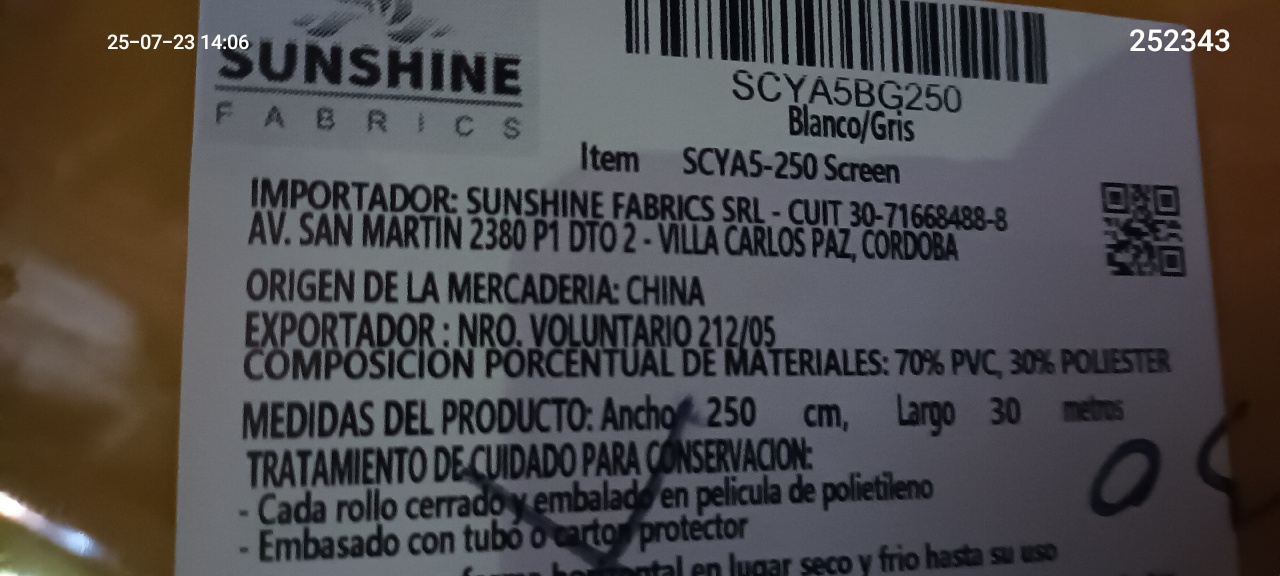 25-07-23 14:06
252343
SUNSHINE
FABRICS
SCYA5BG250
Blanco/Gris
Item SCYA5-250 Screen
IMPORTADOR: SUNSHINE FABRICS SRL - CUIT 30-71668488-8
AV. SAN MARTIN 2380 P1 DTO 2 - VILLA CARLOS PAZ, CORDOBA
ORIGEN DE LA MERCADERIA: CHINA
EXPORTADOR : NRO. VOLUNTARIO 212/05
COMPOSICION PORCENTUAL DE MATERIALES: 70% PVC, 30% POLIESTER
MEDIDAS DEL PRODUCTO: Ancho 250 cm, Largo 30 metros
TRATAMIENTO DE CUIDADO PARA CONSERVACION:
- Cada rollo cerrado y embalado en pelicula de polietileno
- Embasado con tubo o carton protector
forma horizontal en lugar seco y frio hasta su uso